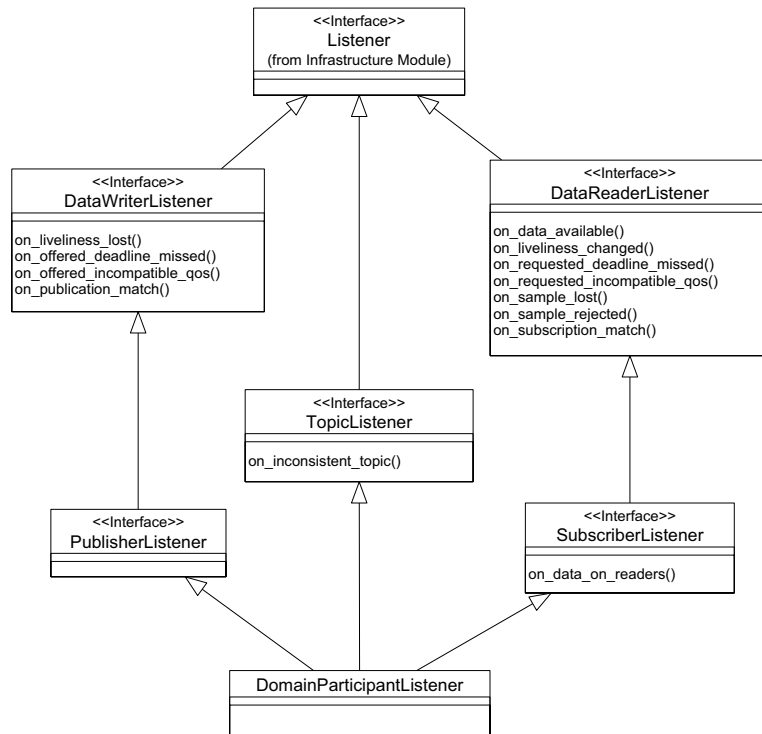 <<Interface>>
Listener
(from Infrastructure Module)
<<Interface>>
DataWriterListener
on_liveliness_lost()
on_offered_deadline_missed()
on_offered_incompatible_qos()
on_publication_match()
<<Interface>>
DataReaderListener
on_data_available()
on_liveliness_changed()
on_requested_deadline_missed()
on_requested_incompatible_qos()
on_sample_lost()
on_sample_rejected()
on_subscription_match()
<<Interface>>
TopicListener
on_inconsistent_topic()
<<Interface>>
PublisherListener
<<Interface>>
SubscriberListener
on_data_on_readers()
DomainParticipantListener